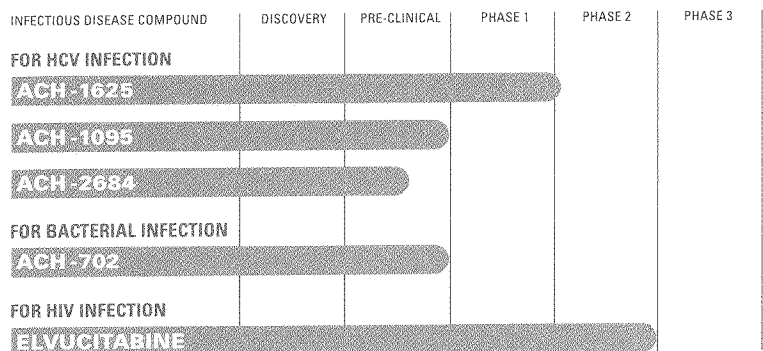 INFECTIOUS DISEASE COMPOUND DISCOVERY PRE-CLINICAL PHASE 1 PHASE 2 PHASE 3
FOR HCV INFECTION
ACH -1625
ACH -1095
ACH -2684
FOR BACTERIAL INFECTION
ACH -702
FOR HIV INFECTION
ELVUCITABINE